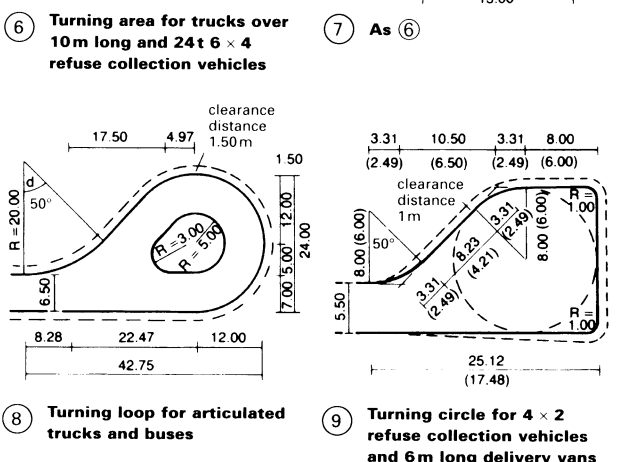 15.00
6 Turning area for trucks over
10 m long and 24 t 6 × 4
refuse collection vehicles
7 As 6
clearance
distance
1.50 m
17.50 4.97
1.50
d
50°
R = 20.00
R = 3.00
R = 5.00
12.00
5.00
7.00
24.00
6.50
8.28 22.47 12.00
42.75
3.31 10.50 3.31 8.00
(2.49) (6.50) (2.49) (6.00)
clearance
distance
1 m
R =
1.00
8.00 (6.00)
50°
3.31
(2.49)
8.23
(4.21)
3.31
(2.49)
8.00 (6.00)
5.50
R =
1.00
25.12
(17.48)
8 Turning loop for articulated
trucks and buses
9 Turning circle for 4 × 2
refuse collection vehicles
and 6 m long delivery vans